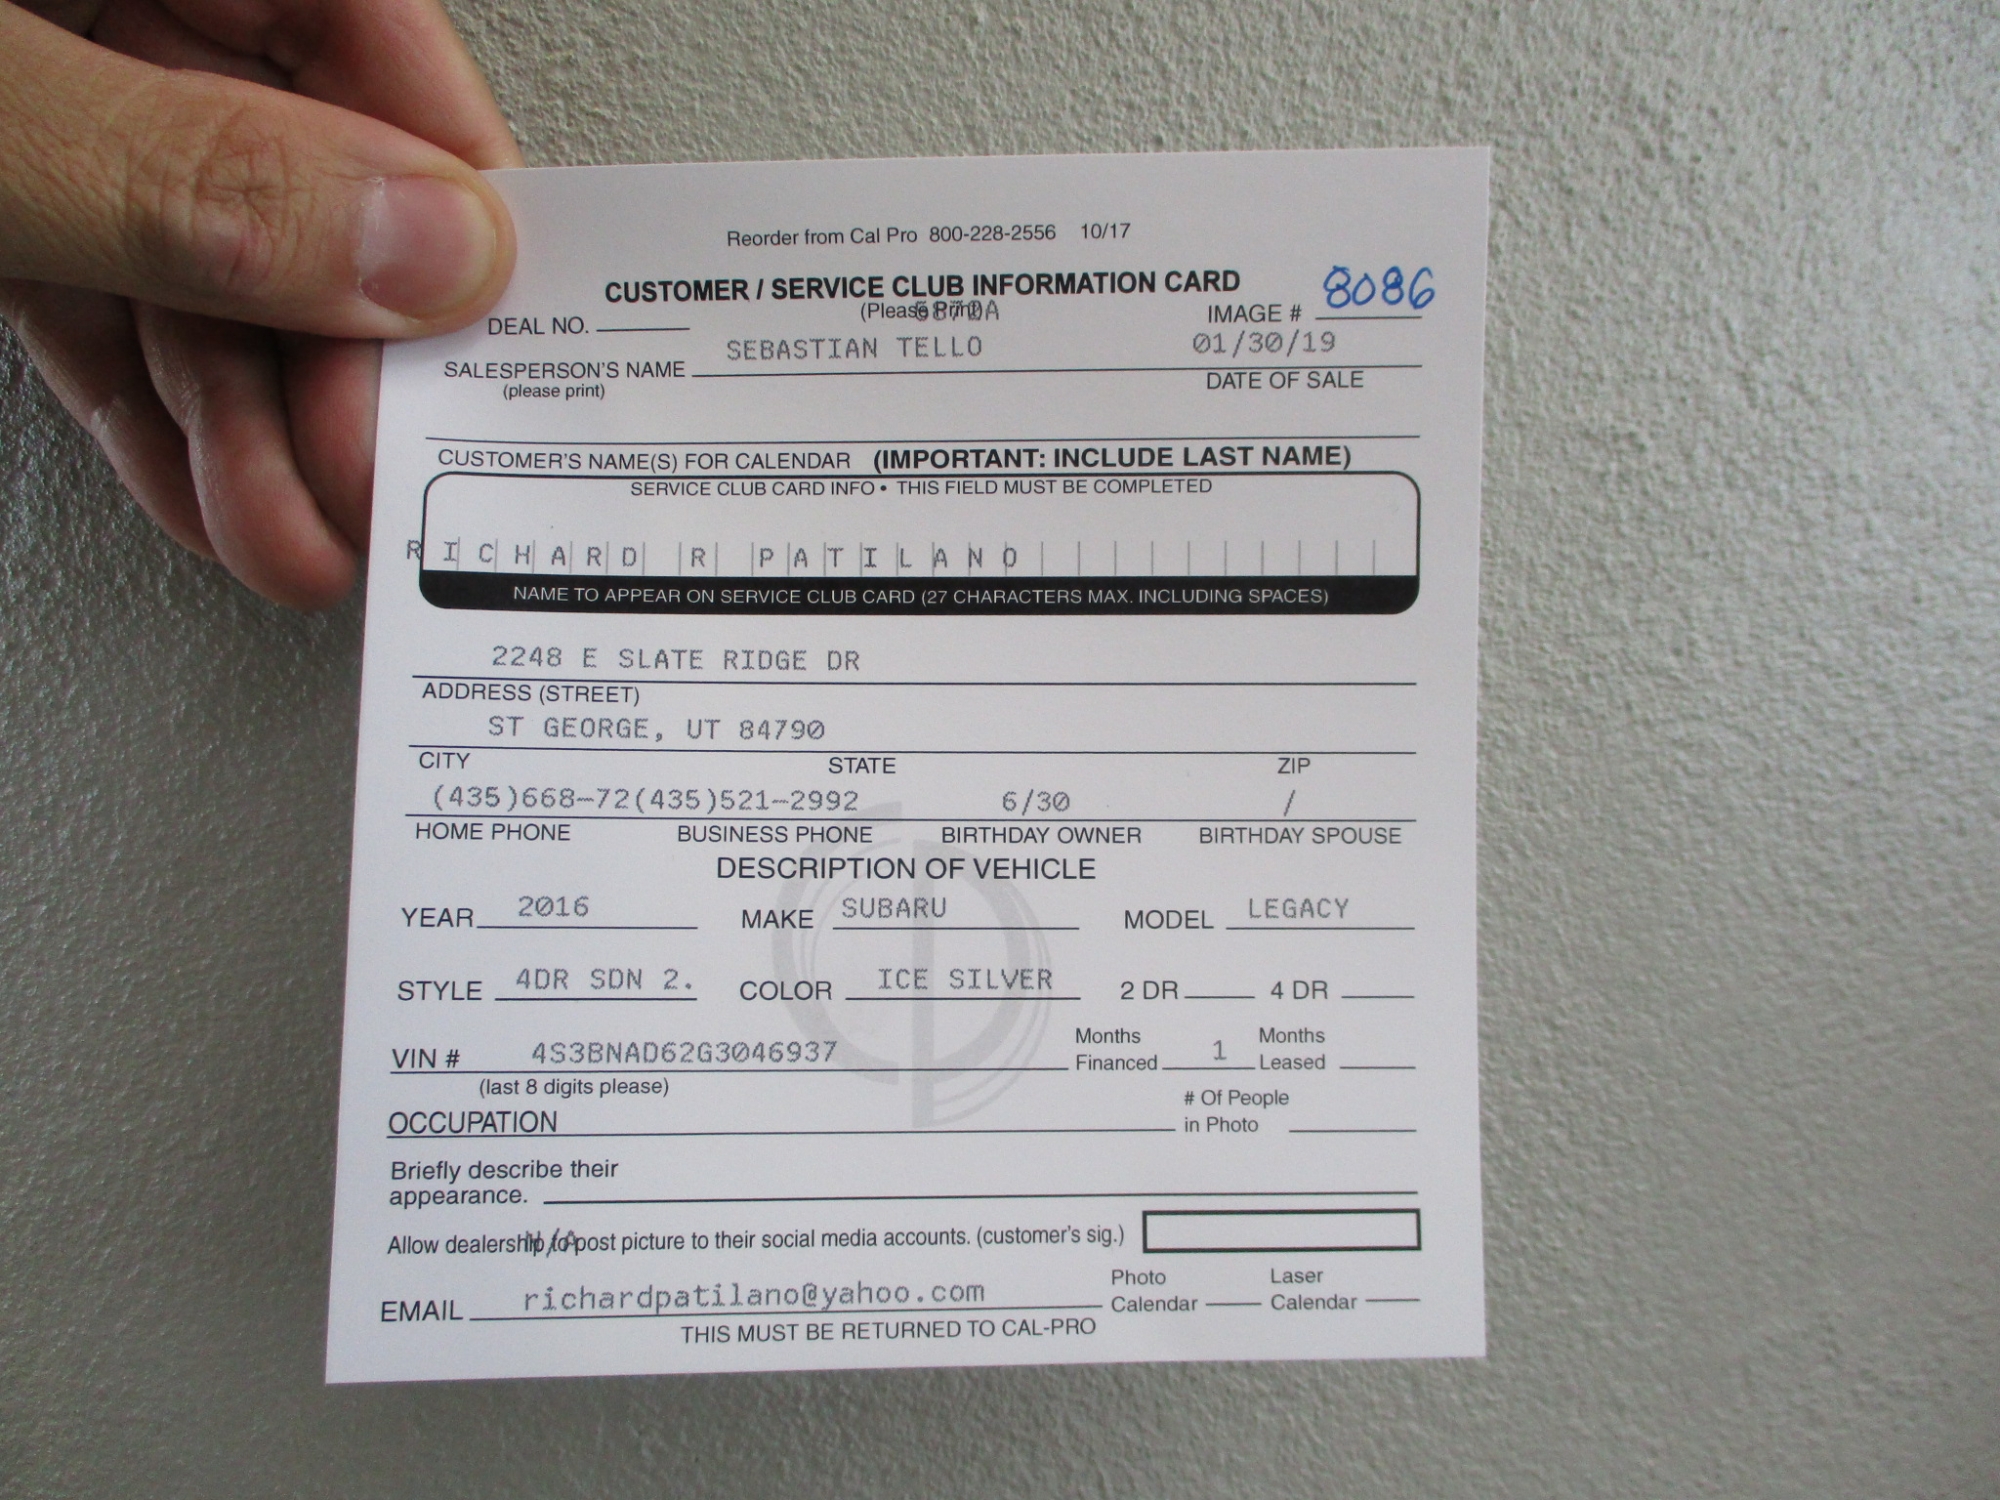 Reorder from Cal Pro 800-228-2556 10/17
CUSTOMER / SERVICE CLUB INFORMATION CARD
(Please Print)
DEAL NO. IMAGE # 8086
SEBASTIAN TELLO 01/30/19
SALESPERSON'S NAME DATE OF SALE
(please print)
CUSTOMER'S NAME(S) FOR CALENDAR (IMPORTANT: INCLUDE LAST NAME)
SERVICE CLUB CARD INFO • THIS FIELD MUST BE COMPLETED
RICHARD R PATILANO
NAME TO APPEAR ON SERVICE CLUB CARD (27 CHARACTERS MAX. INCLUDING SPACES)
2248 E SLATE RIDGE DR
ADDRESS (STREET)
ST GEORGE, UT 84790
CITY STATE ZIP
(435)668-72(435)521-2992 6/30 /
HOME PHONE BUSINESS PHONE BIRTHDAY OWNER BIRTHDAY SPOUSE
DESCRIPTION OF VEHICLE
YEAR 2016 MAKE SUBARU MODEL LEGACY
STYLE 4DR SDN 2. COLOR ICE SILVER 2 DR 4 DR
VIN # 4S3BNAD62G3046937 Months Financed 1 Months Leased
(last 8 digits please)
OCCUPATION # Of People in Photo
Briefly describe their
appearance.
N/A
Allow dealership to post picture to their social media accounts. (customer's sig.)
EMAIL richardpatilano@yahoo.com Photo Calendar Laser Calendar
THIS MUST BE RETURNED TO CAL-PRO